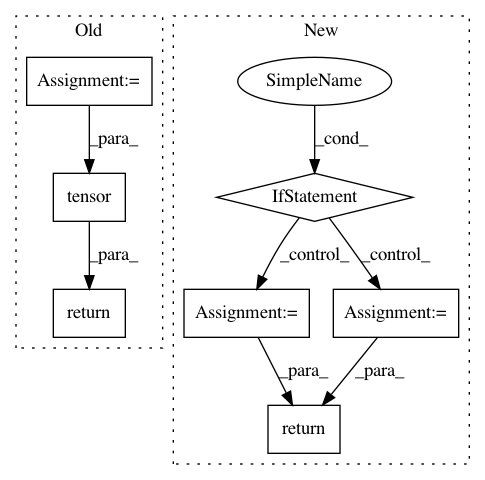 Old
New
Assignment:=
SimpleName
_para_
_cond_
tensor
IfStatement
_para_
_control_
_control_
return
Assignment:=
Assignment:=
_para_
_para_
return